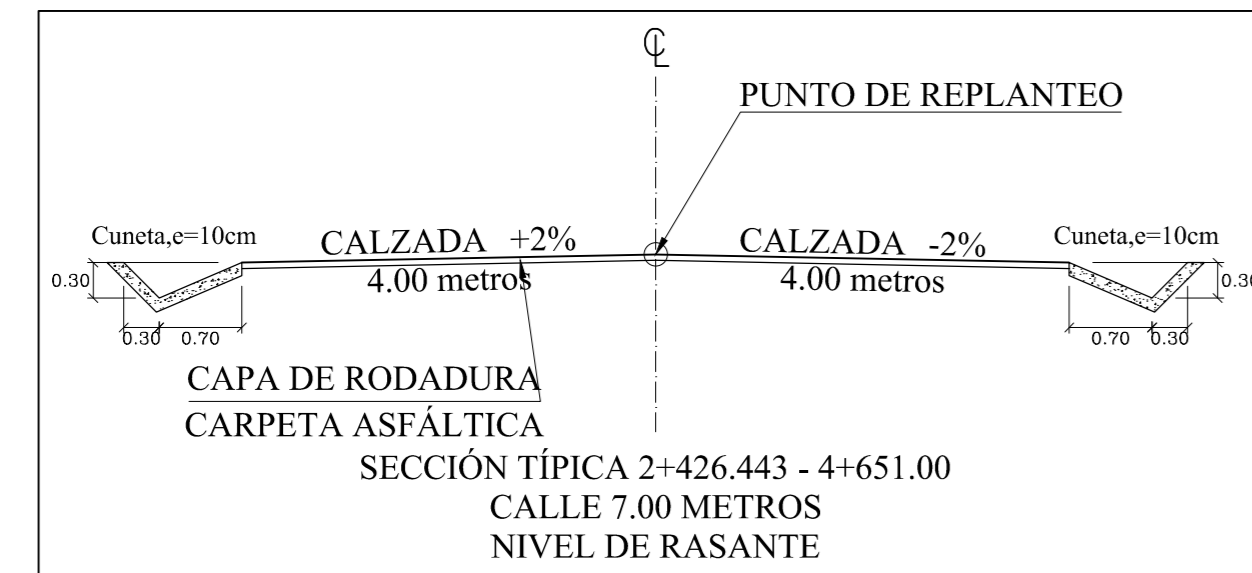 ℄
PUNTO DE REPLANTEO
Cuneta,e=10cm
CALZADA +2%
CALZADA -2%
Cuneta,e=10cm
0.30
4.00 metros
4.00 metros
0.30
0.30 0.70
0.70 0.30
CAPA DE RODADURA
CARPETA ASFÁLTICA
SECCIÓN TÍPICA 2+426.443 - 4+651.00
CALLE 7.00 METROS
NIVEL DE RASANTE